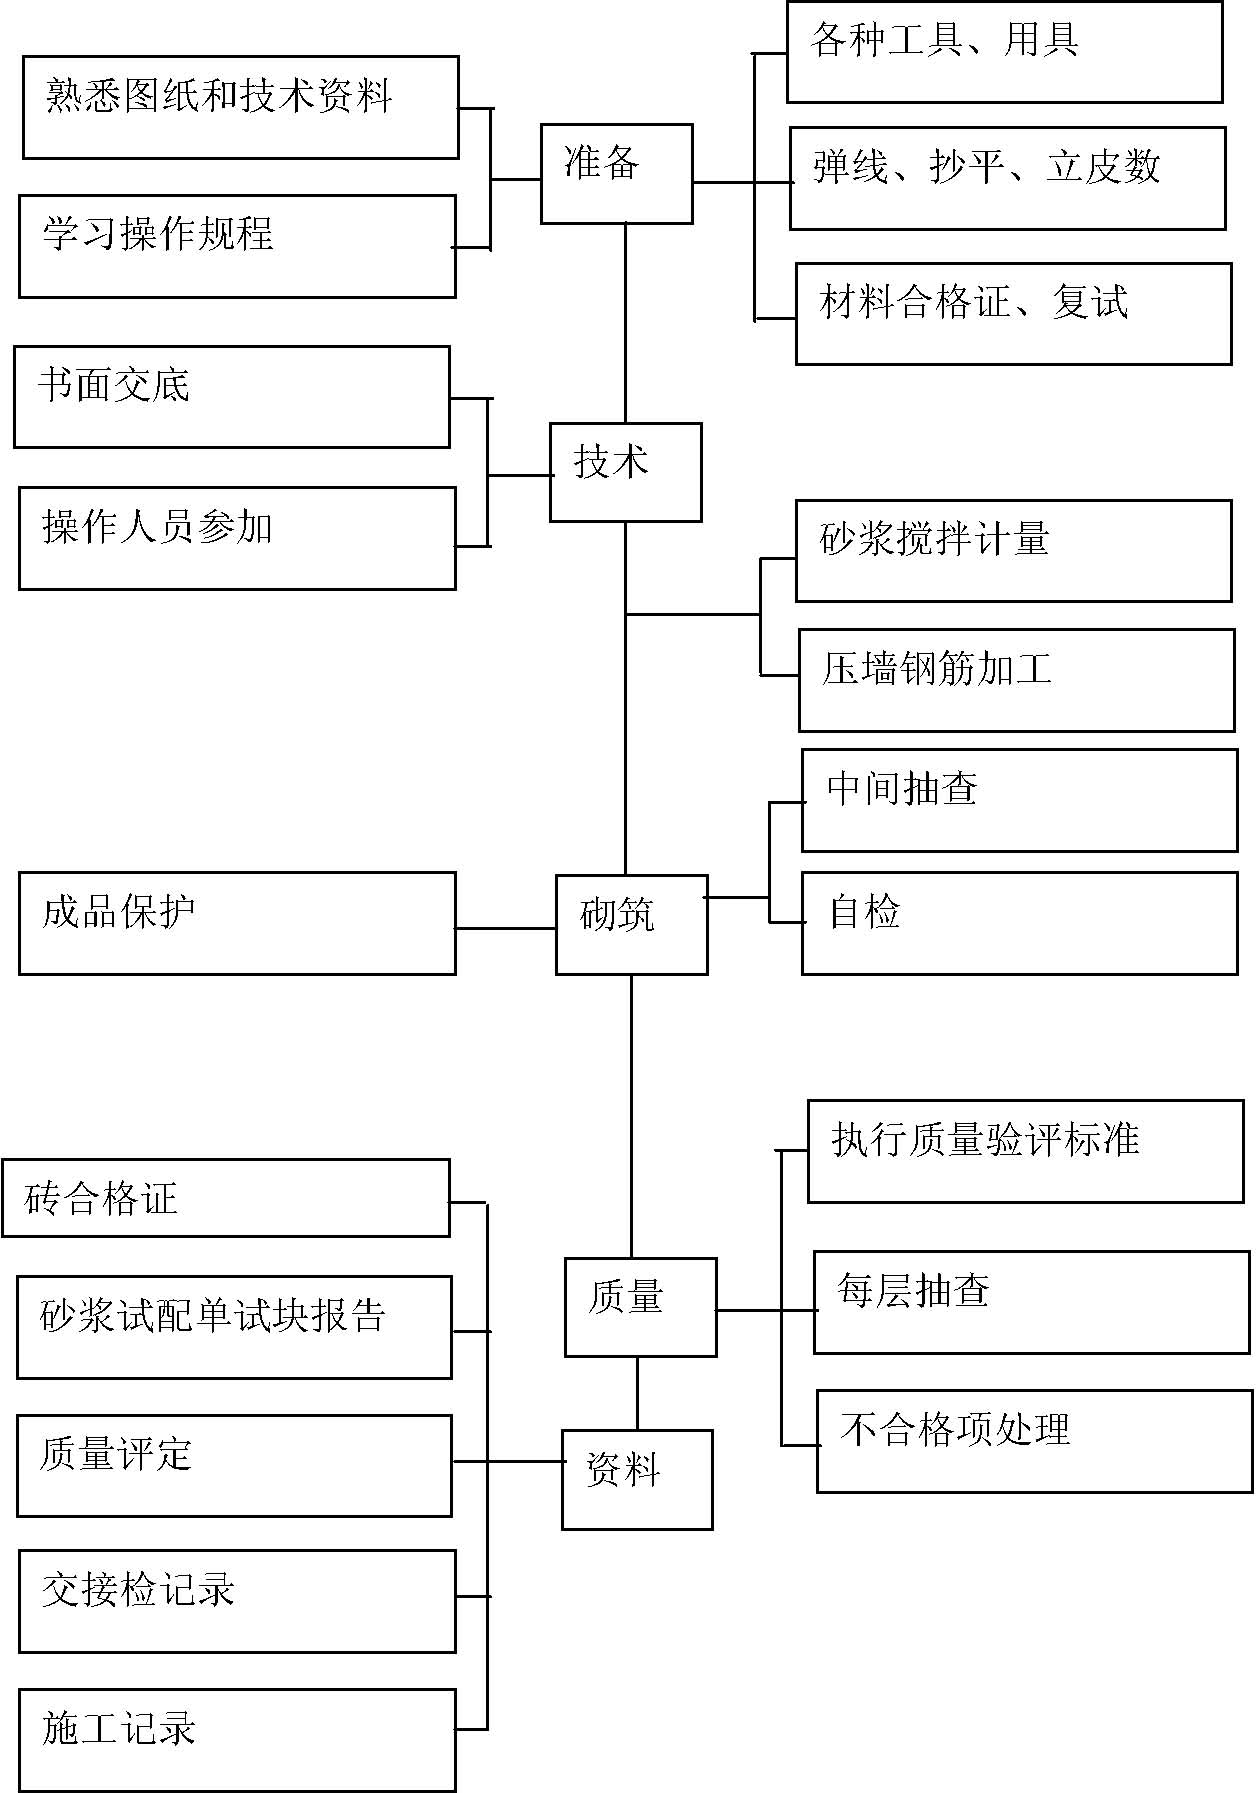 各种工具、用具
熟悉图纸和技术资料
准备
弹线、抄平、立皮数
学习操作规程
材料合格证、复试
书面交底
技术
操作人员参加
砂浆搅拌计量
压墙钢筋加工
中间抽查
成品保护
砌筑
自检
执行质量验评标准
砖合格证
质量
每层抽查
砂浆试配单试块报告
不合格项处理
质量评定
资料
交接检记录
施工记录